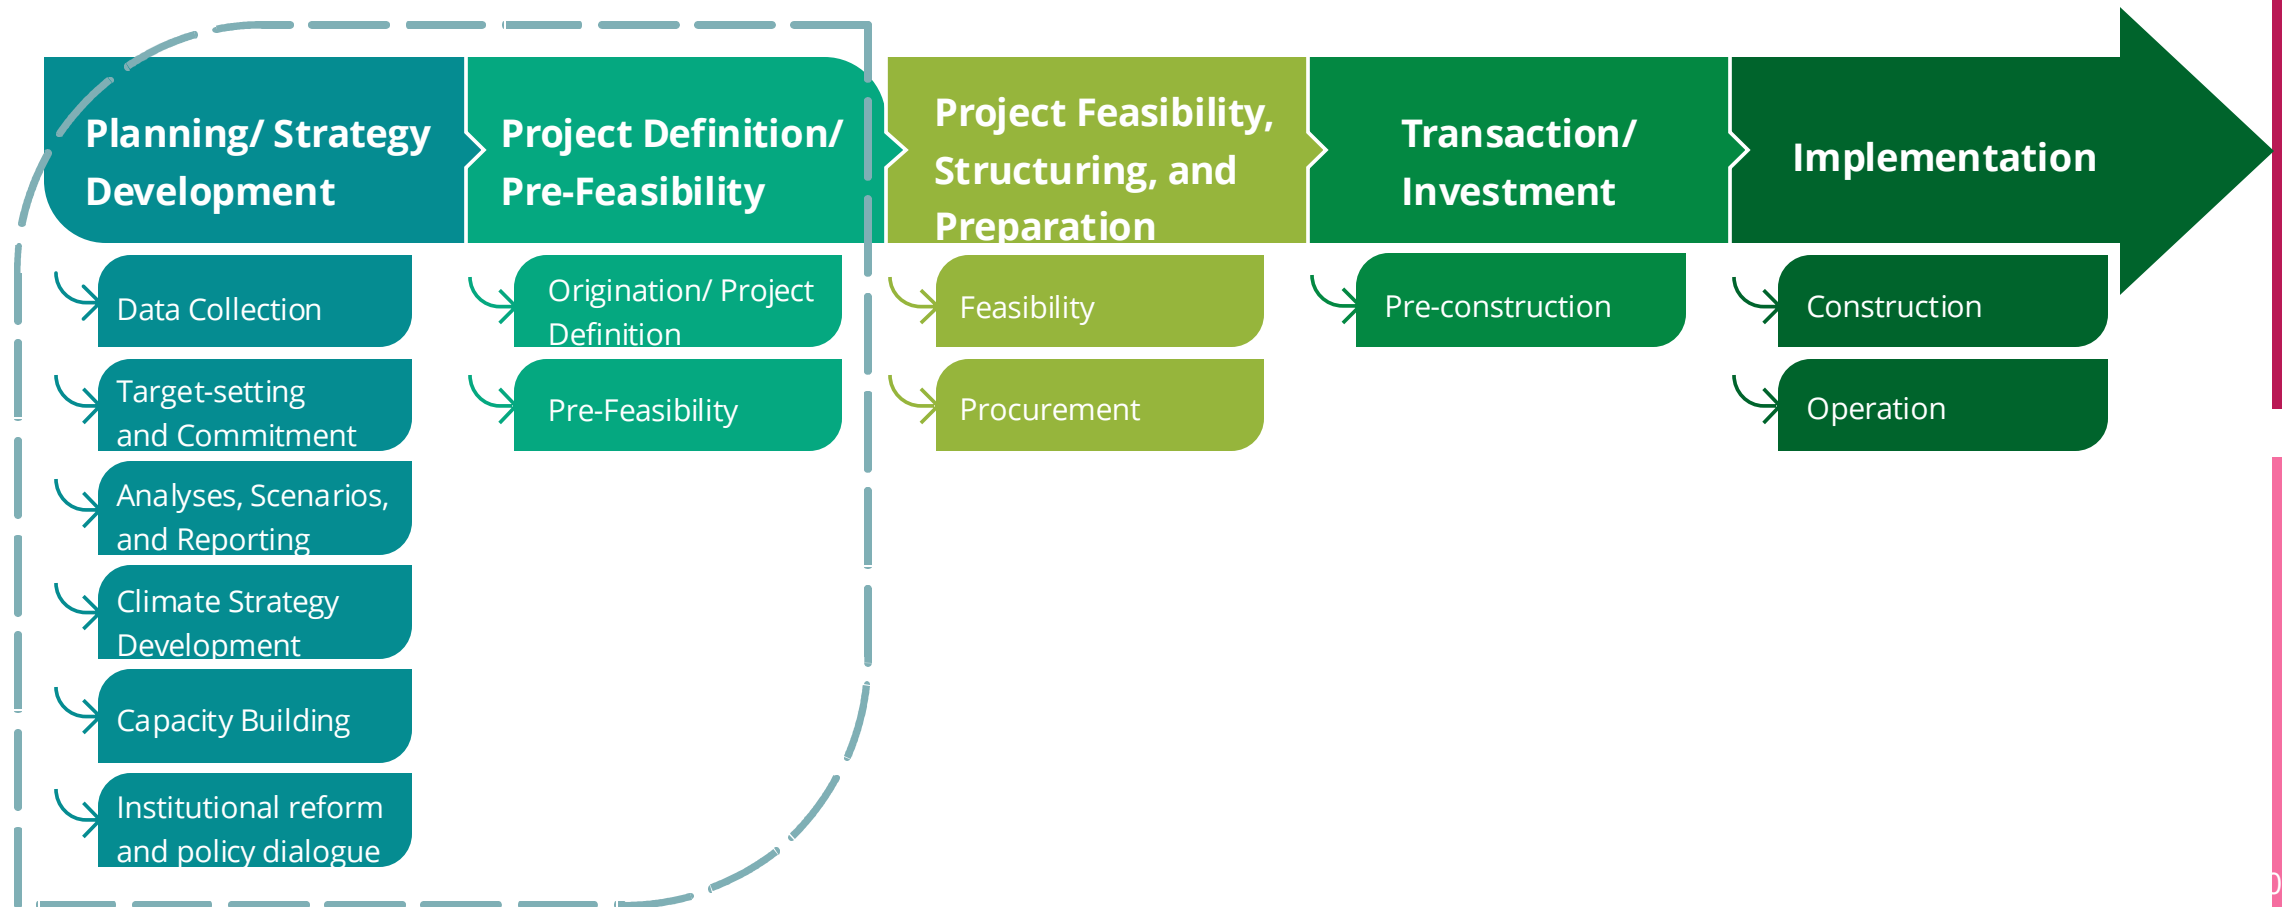 Planning/ Strategy
Development
Project Definition/
Pre-Feasibility
Project Feasibility,
Structuring, and
Preparation
Transaction/
Investment
Implementation
Data Collection
Target-setting
and Commitment
Analyses, Scenarios,
and Reporting
Climate Strategy
Development
Capacity Building
Institutional reform
and policy dialogue
Origination/ Project
Definition
Pre-Feasibility
Feasibility
Procurement
Pre-construction
Construction
Operation